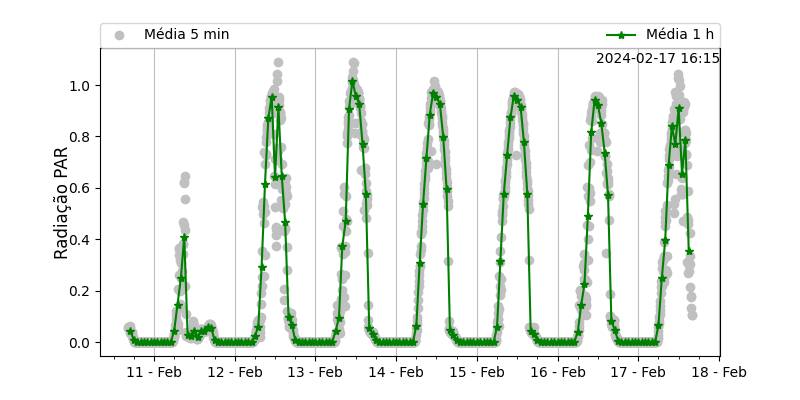 Média 5 min
Média 1 h
2024-02-17 16:15
Radiação PAR
1.0
0.8
0.6
0.4
0.2
0.0
11 - Feb
12 - Feb
13 - Feb
14 - Feb
15 - Feb
16 - Feb
17 - Feb
18 - Feb